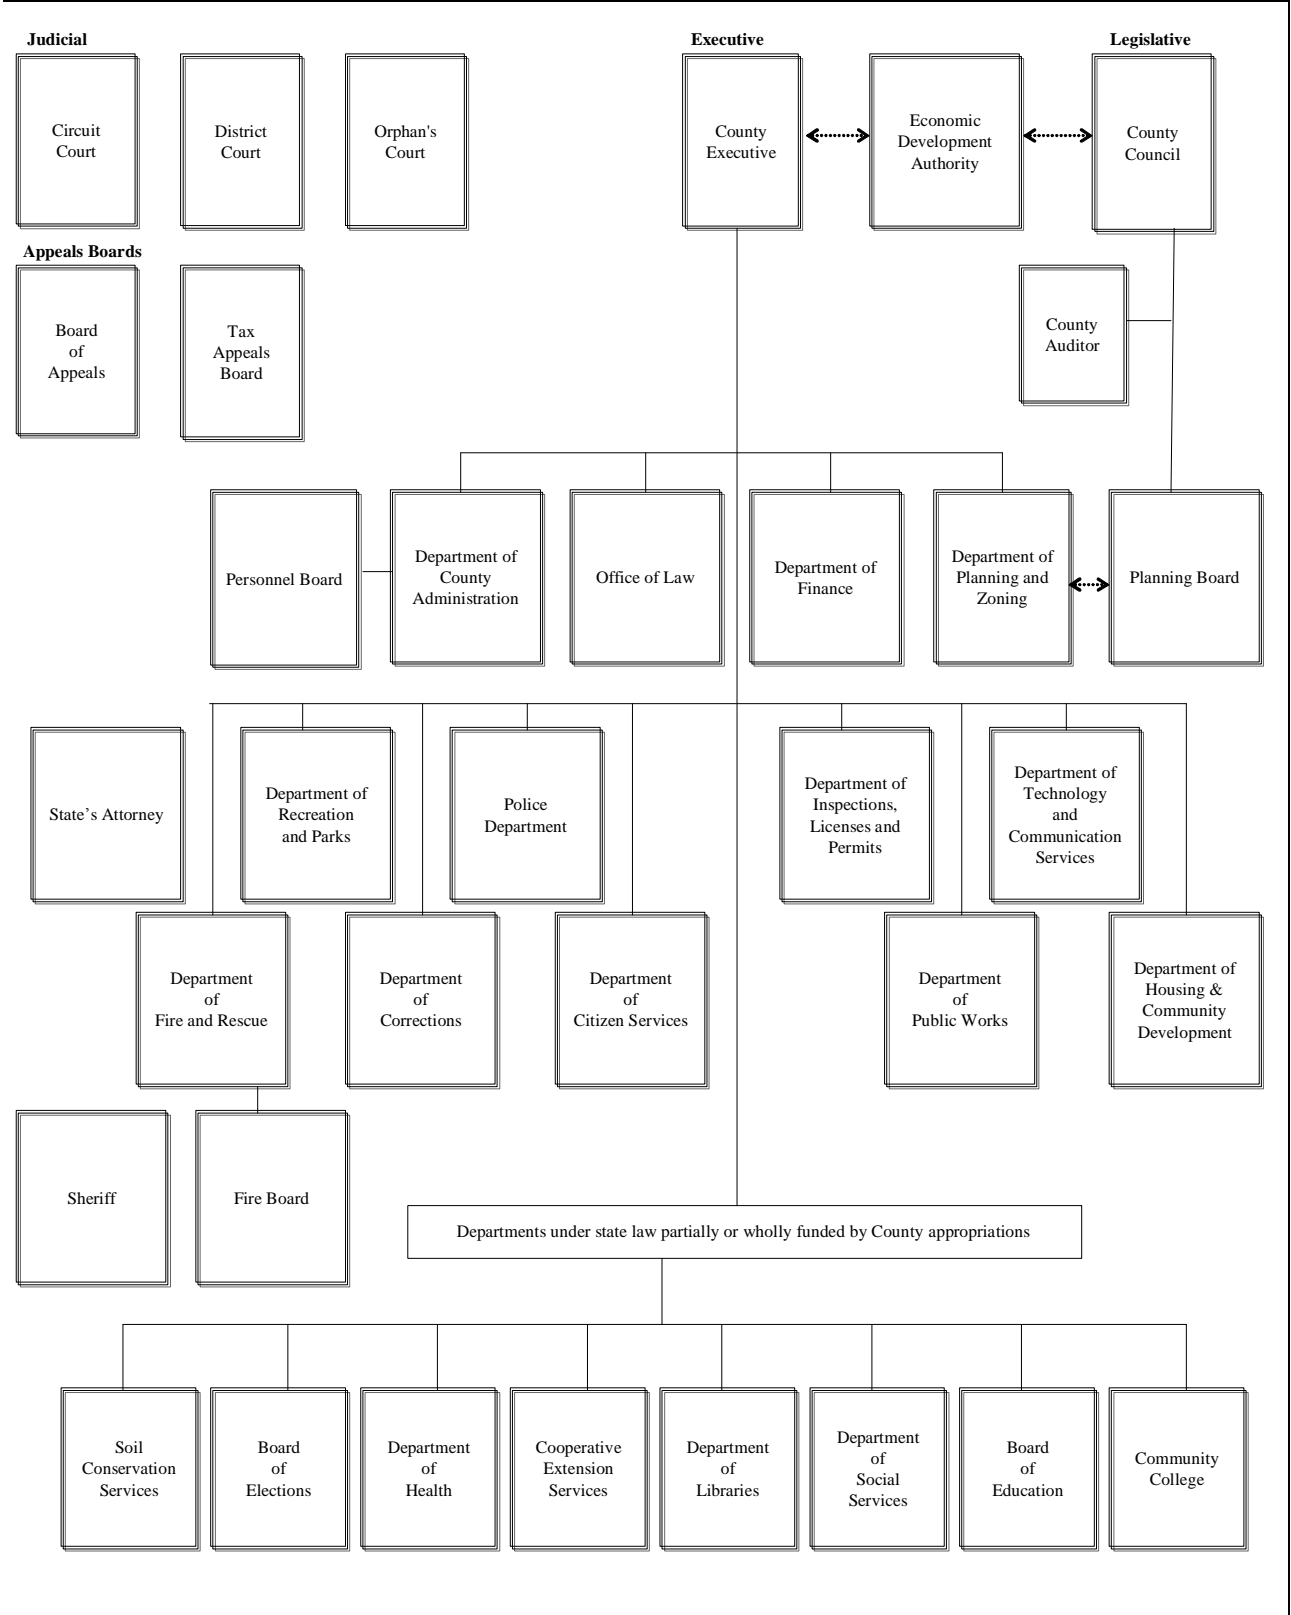 Judicial
Executive
Legislative
Circuit
Court
District
Court
Orphan's
Court
County
Executive
Economic
Development
Authority
County
Council
Appeals Boards
Board
of
Appeals
Tax
Appeals
Board
County
Auditor
Personnel Board
Department of
County
Administration
Office of Law
Department of
Finance
Department of
Planning and
Zoning
Planning Board
State’s Attorney
Department of
Recreation
and Parks
Police
Department
Department of
Inspections,
Licenses and
Permits
Department of
Technology
and
Communication
Services
Department
of
Fire and Rescue
Department
of
Corrections
Department
of
Citizen Services
Department
of
Public Works
Department of
Housing &
Community
Development
Sheriff
Fire Board
Departments under state law partially or wholly funded by County appropriations
Soil
Conservation
Services
Board
of
Elections
Department
of
Health
Cooperative
Extension
Services
Department
of
Libraries
Department
of
Social
Services
Board
of
Education
Community
College